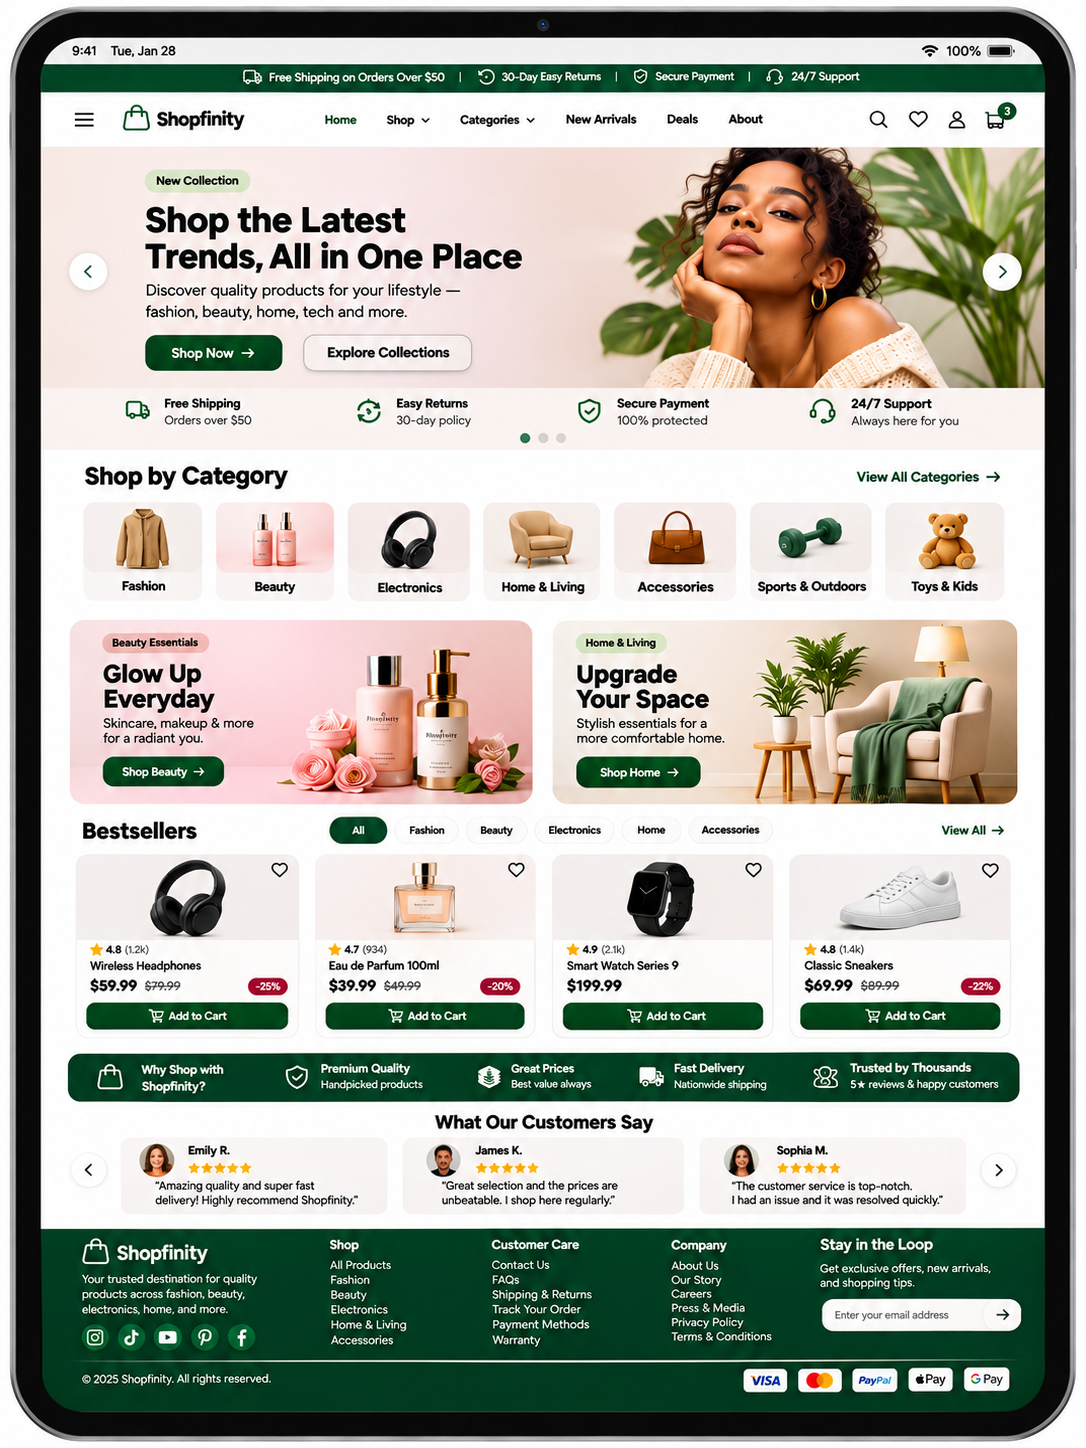 9:41 Tue, Jan 28 100%
Free Shipping on Orders Over $50 | 30-Day Easy Returns | Secure Payment | 24/7 Support
Shopfinity Home Shop Categories New Arrivals Deals About 3
New Collection
Shop the Latest
Trends, All in One Place
Discover quality products for your lifestyle —
fashion, beauty, home, tech and more.
Shop Now → Explore Collections
Free Shipping
Orders over $50
Easy Returns
30-day policy
Secure Payment
100% protected
24/7 Support
Always here for you
Shop by Category
View All Categories →
Fashion
Beauty
Electronics
Home & Living
Accessories
Sports & Outdoors
Toys & Kids
Beauty Essentials
Glow Up
Everyday
Skincare, makeup & more
for a radiant you.
Shop Beauty →
Home & Living
Upgrade
Your Space
Stylish essentials for a
more comfortable home.
Shop Home →
Bestsellers
All Fashion Beauty Electronics Home Accessories
View All →
4.8 (1.2k)
Wireless Headphones
$59.99 $79.99 -25%
Add to Cart
4.7 (934)
Eau de Parfum 100ml
$39.99 $49.99 -20%
Add to Cart
4.9 (2.1k)
Smart Watch Series 9
$199.99
Add to Cart
4.8 (1.4k)
Classic Sneakers
$69.99 $89.99 -22%
Add to Cart
Why Shop with
Shopfinity?
Premium Quality
Handpicked products
Great Prices
Best value always
Fast Delivery
Nationwide shipping
Trusted by Thousands
5★ reviews & happy customers
What Our Customers Say
Emily R.
★★★★★
"Amazing quality and super fast
delivery! Highly recommend Shopfinity."
James K.
★★★★★
"Great selection and the prices are
unbeatable. I shop here regularly."
Sophia M.
★★★★★
"The customer service is top-notch.
I had an issue and it was resolved quickly."
Shopfinity
Your trusted destination for quality
products across fashion, beauty,
electronics, home, and more.
Shop
All Products
Fashion
Beauty
Electronics
Home & Living
Accessories
Customer Care
Contact Us
FAQs
Shipping & Returns
Track Your Order
Payment Methods
Warranty
Company
About Us
Our Story
Careers
Press & Media
Privacy Policy
Terms & Conditions
Stay in the Loop
Get exclusive offers, new arrivals,
and shopping tips.
Enter your email address →
© 2025 Shopfinity. All rights reserved.
VISA PayPal Pay G Pay